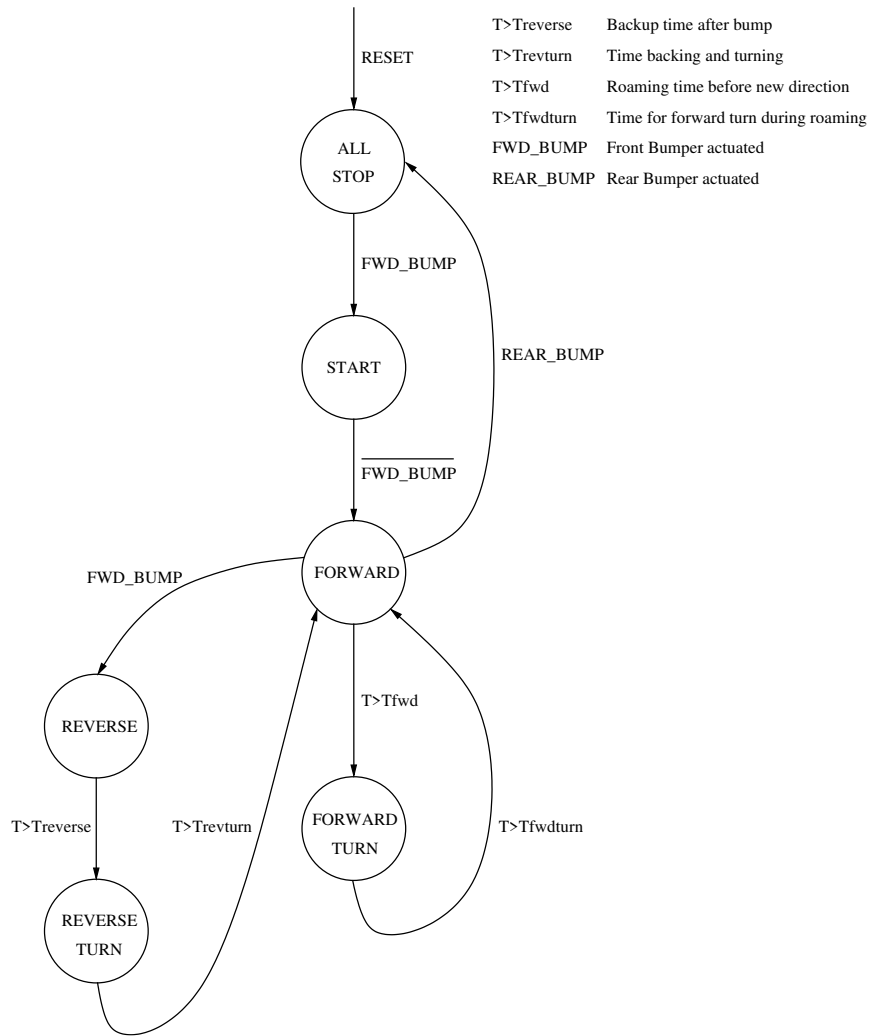 RESET
T>Treverse Backup time after bump
T>Trevturn Time backing and turning
T>Tfwd Roaming time before new direction
T>Tfwdturn Time for forward turn during roaming
FWD_BUMP Front Bumper actuated
REAR_BUMP Rear Bumper actuated
ALL
STOP
FWD_BUMP
START
REAR_BUMP
FWD_BUMP
FORWARD
FWD_BUMP
REVERSE
T>Tfwd
T>Treverse
T>Trevturn
FORWARD
TURN
T>Tfwdturn
REVERSE
TURN